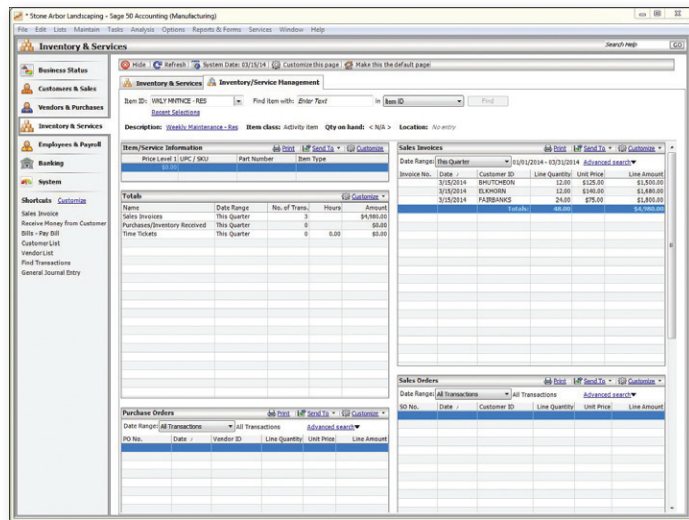 * Stone Arbor Landscaping - Sage 50 Accounting (Manufacturing)
File Edit Lists Maintain Tasks Analysis Options Reports & Forms Services Window Help
Inventory & Services Search Help GO
Hide Refresh System Date: 03/15/14 Customize this page Make this the default page
Business Status
Customers & Sales
Vendors & Purchases
Inventory & Services
Employees & Payroll
Banking
System
Shortcuts Customize
Sales Invoice
Receive Money from Customer
Bills - Pay Bill
Customer List
Vendor List
Find Transactions
General Journal Entry
Inventory & Services Inventory/Service Management
Item ID: WKLY MNTNCE - RES Find item with: Enter Text in Item ID Find
Recent Selections
Description: Weekly Maintenance - Res Item class: Activity item Qty on hand: < N/A > Location: No entry
Item/Service Information Print Send To Customize
Price Level 1 UPC / SKU Part Number Item Type
$0.00
Totals Customize
Name Date Range No. of Trans. Hours Amount
Sales Invoices This Quarter 3 $4,980.00
Purchases/Inventory Received This Quarter 0 $0.00
Time Tickets This Quarter 0 0.00 $0.00
Purchase Orders Print Send To Customize
Date Range: All Transactions All Transactions Advanced search
PO No. Date / Vendor ID Line Quantity Unit Price Line Amount
Sales Invoices Print Send To Customize
Date Range: This Quarter 01/01/2014 - 03/31/2014 Advanced search
Invoice No. Date / Customer ID Line Quantity Unit Price Line Amount
3/15/2014 BHUTCHEON 12.00 $125.00 $1,500.00
3/15/2014 ELKHORN 12.00 $140.00 $1,680.00
3/15/2014 FAIRBANKS 24.00 $75.00 $1,800.00
Totals: 48.00 $4,980.00
Sales Orders Print Send To Customize
Date Range: All Transactions All Transactions Advanced search
SO No. Date / Customer ID Line Quantity Unit Price Line Amount